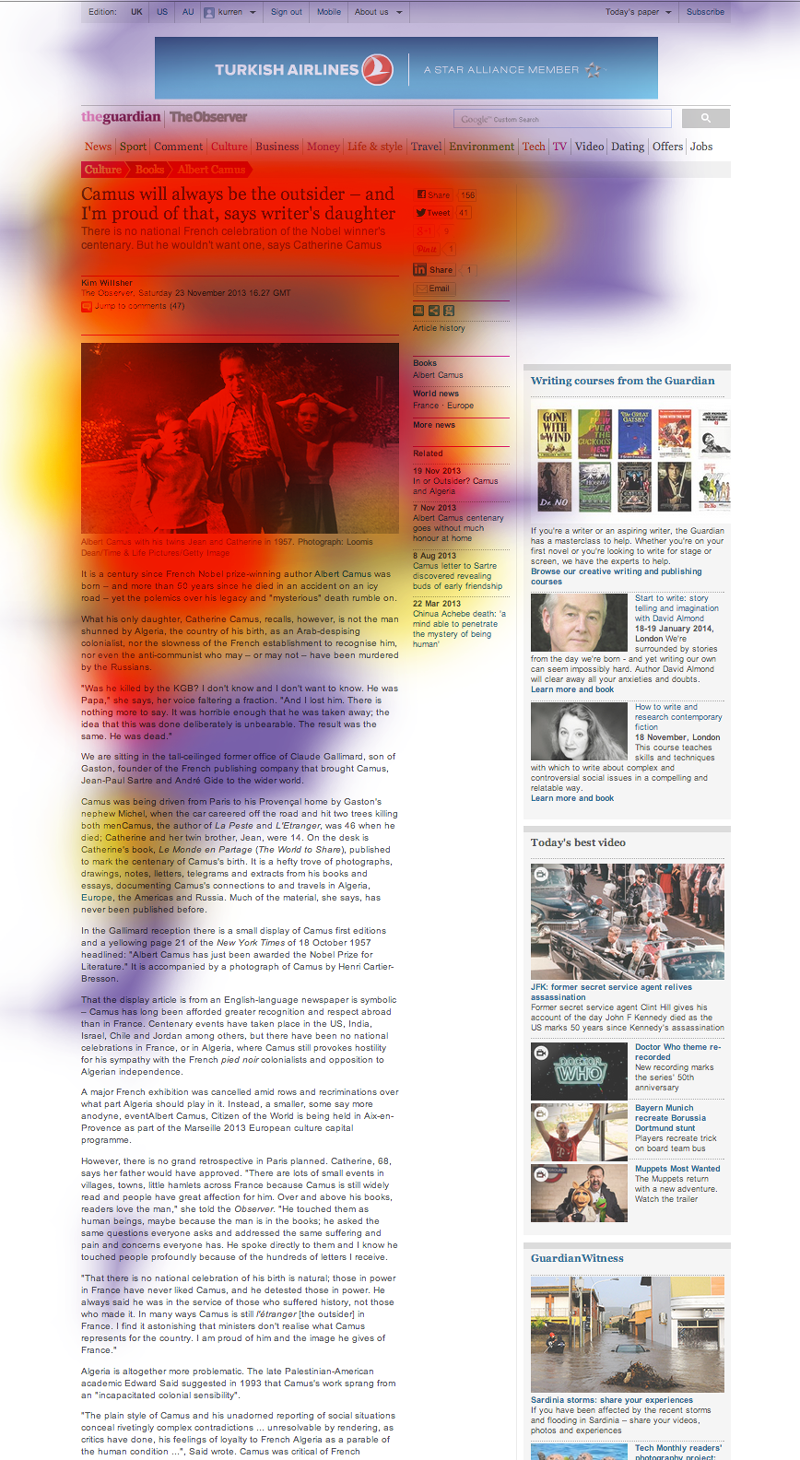 Edition: UK US AU kurren Sign out Mobile About us Today's paper Subscribe
TURKISH AIRLINES A STAR ALLIANCE MEMBER
theguardian TheObserver Google™ Custom Search
News Sport Comment Culture Business Money Life & style Travel Environment Tech TV Video Dating Offers Jobs
Culture Books Albert Camus
Camus will always be the outsider – and
I'm proud of that, says writer's daughter
There is no national French celebration of the Nobel winner's
centenary. But he wouldn't want one, says Catherine Camus
Kim Willsher
The Observer, Saturday 23 November 2013 16.27 GMT
Jump to comments (47)
Albert Camus with his twins Jean and Catherine in 1957. Photograph: Loomis
Dean/Time & Life Pictures/Getty Image
It is a century since French Nobel prize-winning author Albert Camus was
born – and more than 50 years since he died in an accident on an icy
road – yet the polemics over his legacy and "mysterious" death rumble on.
What his only daughter, Catherine Camus, recalls, however, is not the man
shunned by Algeria, the country of his birth, as an Arab-despising
colonialist, nor the slowness of the French establishment to recognise him,
nor even the anti-communist who may – or may not – have been murdered
by the Russians.
"Was he killed by the KGB? I don't know and I don't want to know. He was
Papa," she says, her voice faltering a fraction. "And I lost him. There is
nothing more to say. It was horrible enough that he was taken away; the
idea that this was done deliberately is unbearable. The result was the
same. He was dead."
We are sitting in the tall-ceilinged former office of Claude Gallimard, son of
Gaston, founder of the French publishing company that brought Camus,
Jean-Paul Sartre and André Gide to the wider world.
Camus was being driven from Paris to his Provençal home by Gaston's
nephew Michel, when the car careered off the road and hit two trees killing
both menCamus, the author of La Peste and L'Etranger, was 46 when he
died; Catherine and her twin brother, Jean, were 14. On the desk is
Catherine's book, Le Monde en Partage (The World to Share), published
to mark the centenary of Camus's birth. It is a hefty trove of photographs,
drawings, notes, lietters, telegrams and extracts from his books and
essays, documenting Camus's connections to and travels in Algeria,
Europe, the Americas and Russia. Much of the material, she says, has
never been published before.
In the Gallimard reception there is a small display of Camus first editions
and a yellowing page 21 of the New York Times of 18 October 1957
headlined: "Albert Camus has just been awarded the Nobel Prize for
Literature." It is accompanied by a photograph of Camus by Henri Cartier-
Bresson.
That the display article is from an English-language newspaper is symbolic
– Camus has long been afforded greater recognition and respect abroad
than in France. Centenary events have taken place in the US, India,
Israel, Chile and Jordan among others, but there have been no national
celebrations in France, or in Algeria, where Camus still provokes hostility
for his sympathy with the French pied noir colonialists and opposition to
Algerian independence.
A major French exhibition was cancelled amid rows and recriminations over
what part Algeria should play in it. Instead, a smaller, some say more
anodyne, eventAlbert Camus, Citizen of the World is being held in Aix-en-
Provence as part of the Marseille 2013 European culture capital
programme.
However, there is no grand retrospective in Paris planned. Catherine, 68,
says her father would have approved. "There are lots of small events in
villages, towns, little hamlets across France because Camus is still widely
read and people have great affection for him. Over and above his books,
readers love the man," she told the Observer. "He touched them as
human beings, maybe because the man is in the books; he asked the
same questions everyone asks and addressed the same suffering and
pain and concerns everyone has. He spoke directly to them and I know he
touched people profoundly because of the hundreds of letters I receive.
"That there is no national celebration of his birth is natural; those in power
in France have never liked Camus, and he detested those in power. He
always said he was in the service of those who suffered history, not those
who made it. In many ways Camus is still l'étranger [the outsider] in
France. I find it astonishing that ministers don't realise what Camus
represents for the country. I am proud of him and the image he gives of
France."
Algeria is altogether more problematic. The late Palestinian-American
academic Edward Said suggested in 1993 that Camus's work sprang from
an "incapacitated colonial sensibility".
"The plain style of Camus and his unadorned reporting of social situations
conceal rivetingly complex contradictions ... unresolvable by rendering, as
critics have done, his feelings of loyalty to French Algeria as a parable of
the human condition ...", Said wrote. Camus was critical of French
Share 156
Tweet 41
Share 1
Email
Article history
Books
Albert Camus
World news
France · Europe
More news
Related
19 Nov 2013
In or Outsider? Camus
and Algeria
7 Nov 2013
Albert Camus centenary
goes without much
honour at home
8 Aug 2013
Camus letter to Sartre
discovered revealing
buds of early friendship
22 Mar 2013
Chinua Achebe death: 'a
mind able to penetrate
the mystery of being
human'
Writing courses from the Guardian
GONE
WITH the
WIND
Dr NO
If you're a writer or an aspiring writer, the Guardian
has a masterclass to help. Whether you're on your
first novel or you're looking to write for stage or
screen, we have the experts to help.
Browse our creative writing and publishing
courses
Start to write: story
telling and imagination
with David Almond
18-19 January 2014,
London We're
surrounded by stories
from the day we're born - and yet writing our own
can seem impossibly hard. Author David Almond
will clear away all your anxieties and doubts.
Learn more and book
How to write and
research contemporary
fiction
18 November, London
This course teaches
skills and techniques
with which to write about complex and
controversial social issues in a compelling and
relatable way.
Learn more and book
Today's best video
JFK: former secret service agent relives
assassination
Former secret service agent Clint Hill gives his
account of the day John F Kennedy died as the
US marks 50 years since Kennedy's assassination
DOCTOR
WHO
Doctor Who theme re-
recorded
New recording marks
the series' 50th
anniversary
Bayern Munich
recreate Borussia
Dortmund stunt
Players recreate trick
on board team bus
Muppets Most Wanted
The Muppets return
with a new adventure.
Watch the trailer
GuardianWitness
Sardinia storms: share your experiences
If you have been affected by the recent storms
and flooding in Sardinia – share your videos,
photos and experiences
Tech Monthly readers'
photography project: